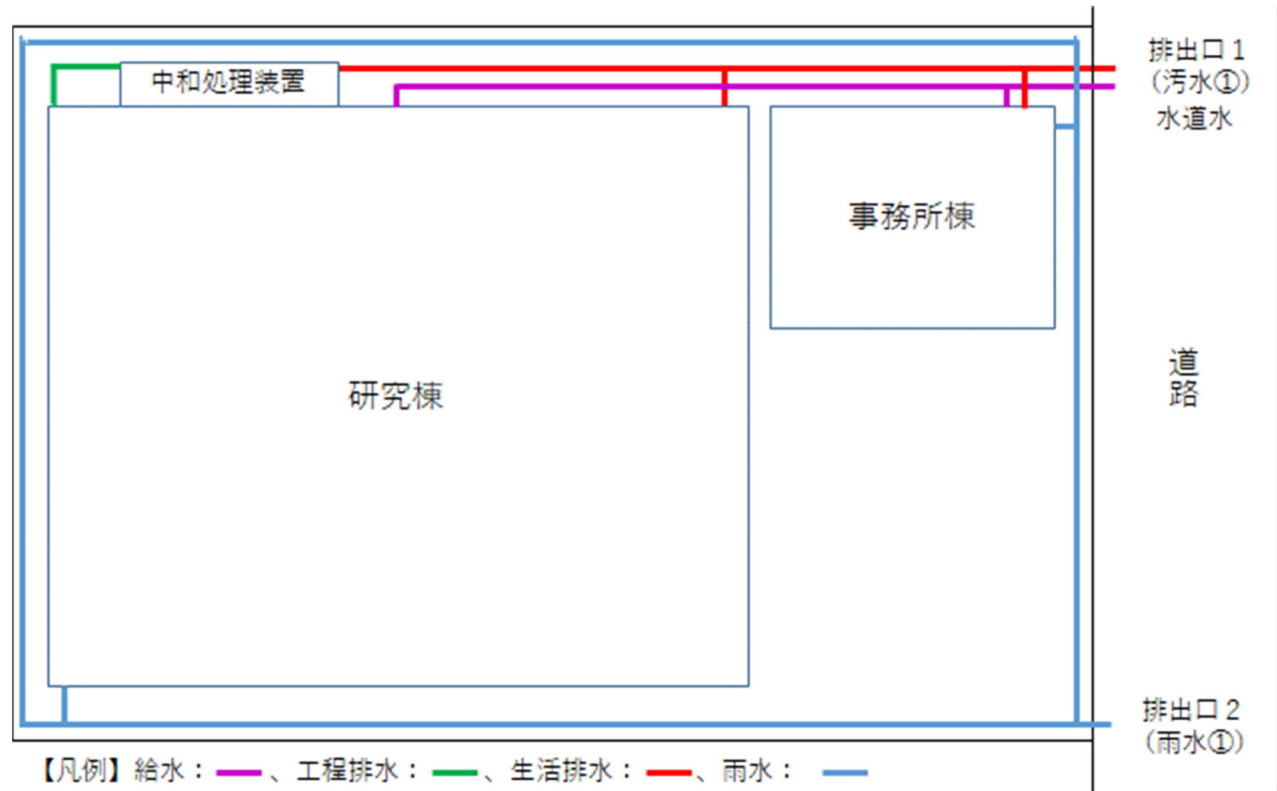 排出口1
（汚水①）
水道水
中和処理装置
事務所棟
研究棟
道
路
排出口2
（雨水①）
【凡例】給水：　、工程排水：　、生活排水：　、雨水：